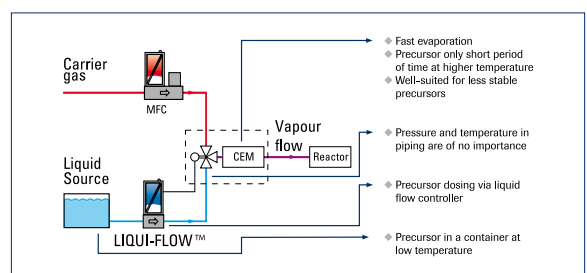 Carrier
gas
MFC
Liquid
Source
LIQUI-FLOW™
Vapour
flow
CEM
Reactor
Fast evaporation
Precursor only short period
of time at higher temperature
Well-suited for less stable
precursors
Pressure and temperature in
piping are of no importance
Precursor dosing via liquid
flow controller
Precursor in a container at
low temperature